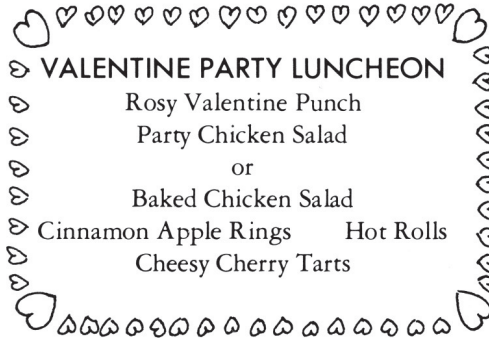 VALENTINE PARTY LUNCHEON
Rosy Valentine Punch
Party Chicken Salad
or
Baked Chicken Salad
Cinnamon Apple Rings Hot Rolls
Cheesy Cherry Tarts